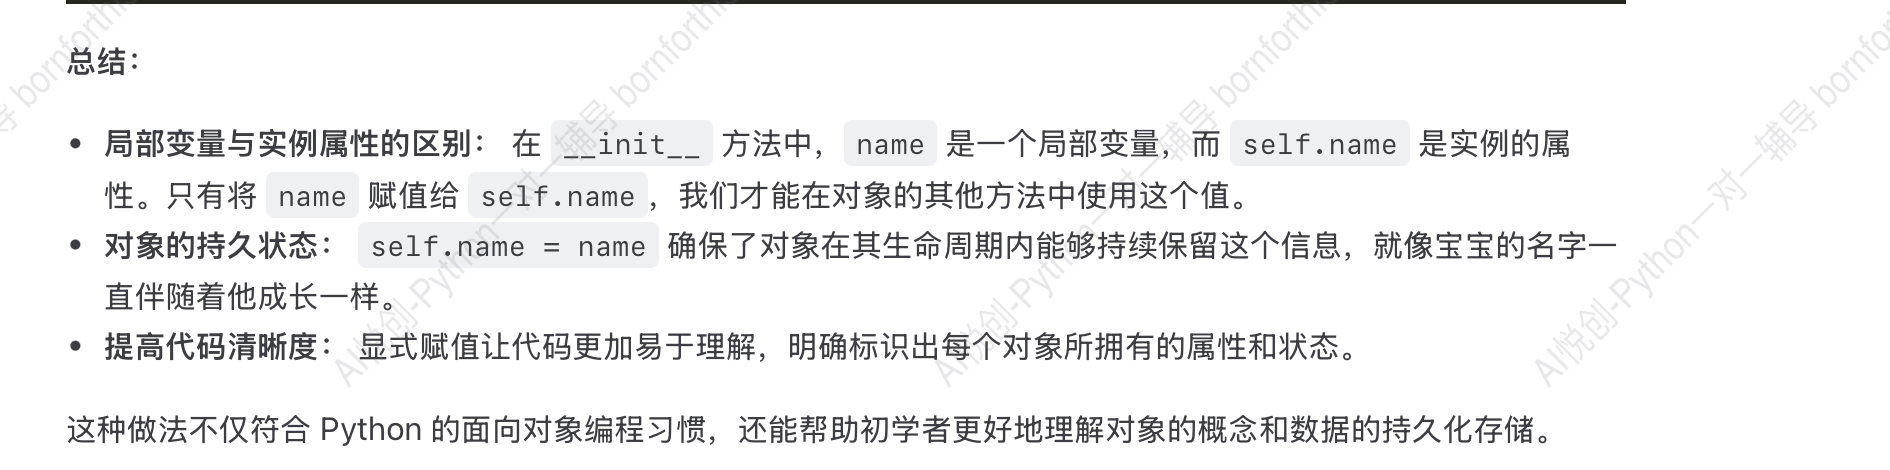 总结：
• 局部变量与实例属性的区别： 在 __init__ 方法中，name 是一个局部变量，而 self.name 是实例的属
性。只有将 name 赋值给 self.name，我们才能在对象的其他方法中使用这个值。
• 对象的持久状态： self.name = name 确保了对象在其生命周期内能够持续保留这个信息，就像宝宝的名字一
直伴随着他成长一样。
• 提高代码清晰度： 显式赋值让代码更加易于理解，明确标识出每个对象所拥有的属性和状态。
这种做法不仅符合 Python 的面向对象编程习惯，还能帮助初学者更好地理解对象的概念和数据的持久化存储。
导 bornforthi
AI悦创-Python一对一辅导 bornforthi
AI悦创-Python一对一辅导 bornforthi
AI悦创-Python一对一辅导 bornfor